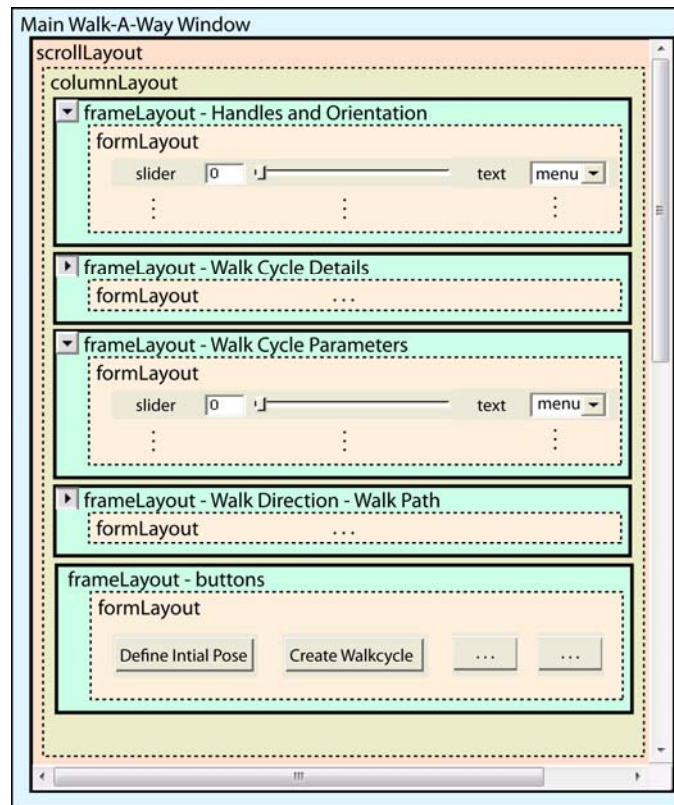 Main Walk-A-Way Window
scrollLayout
columnLayout
frameLayout - Handles and Orientation
formLayout
slider 0 text menu
frameLayout - Walk Cycle Details
formLayout ...
frameLayout - Walk Cycle Parameters
formLayout
slider 0 text menu
frameLayout - Walk Direction - Walk Path
formLayout ...
frameLayout - buttons
formLayout
Define Intial Pose Create Walkcycle ... ...